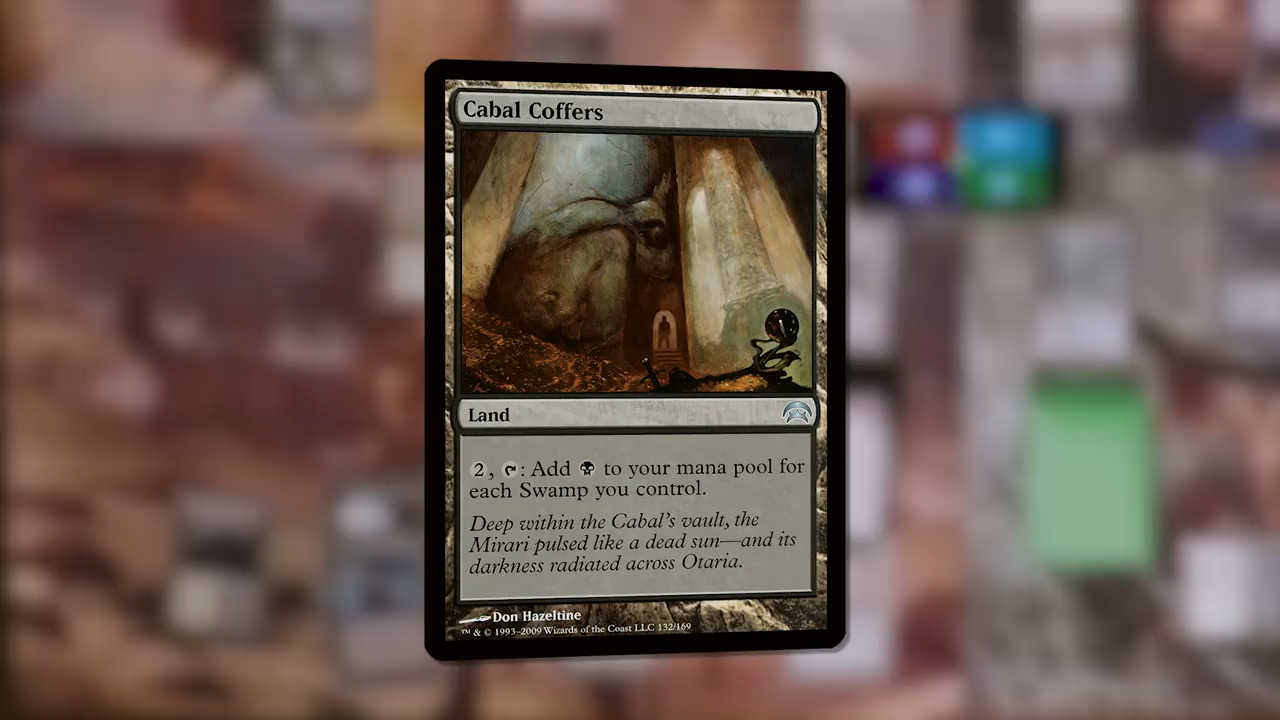 Cabal Coffers
Land
2, : Add to your mana pool for
each Swamp you control.
Deep within the Cabal's vault, the
Mirari pulsed like a dead sun—and its
darkness radiated across Otaria.
Don Hazeltine
™ & © 1993–2009 Wizards of the Coast LLC 132/169